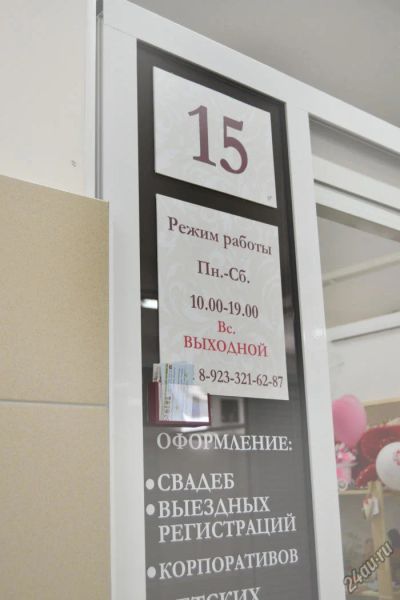 15
Режим работы
Пн.-Сб.
10.00-19.00
Вс.
ВЫХОДНОЙ
8-923-321-62-87
ОФОРМЛЕНИЕ:
•СВАДЕБ
•ВЫЕЗДНЫХ
РЕГИСТРАЦИЙ
•КОРПОРАТИВОВ
24au.ru